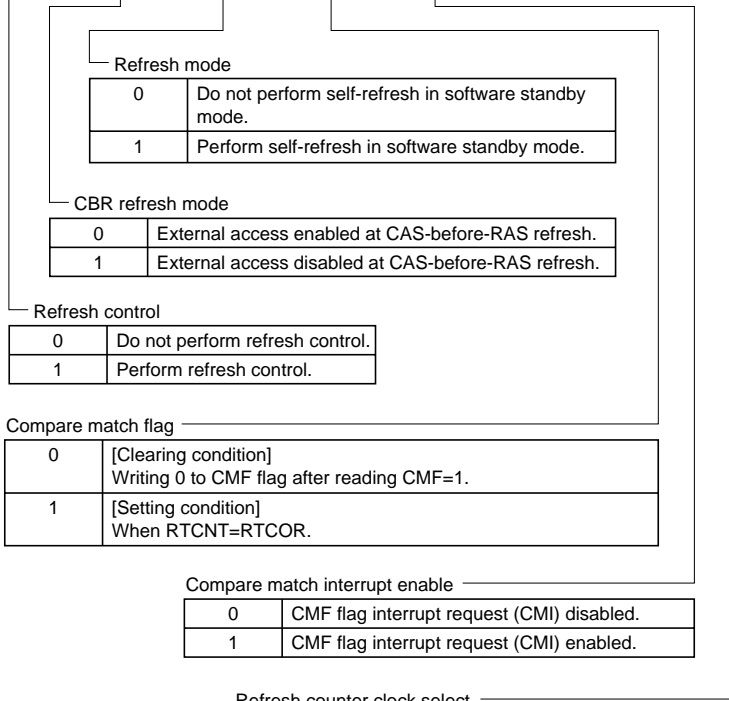 Refresh mode
0 Do not perform self-refresh in software standby
mode.
1 Perform self-refresh in software standby mode.
CBR refresh mode
0 External access enabled at CAS-before-RAS refresh.
1 External access disabled at CAS-before-RAS refresh.
Refresh control
0 Do not perform refresh control.
1 Perform refresh control.
Compare match flag
0 [Clearing condition]
Writing 0 to CMF flag after reading CMF=1.
1 [Setting condition]
When RTCNT=RTCOR.
Compare match interrupt enable
0 CMF flag interrupt request (CMI) disabled.
1 CMF flag interrupt request (CMI) enabled.
Refresh counter clock select